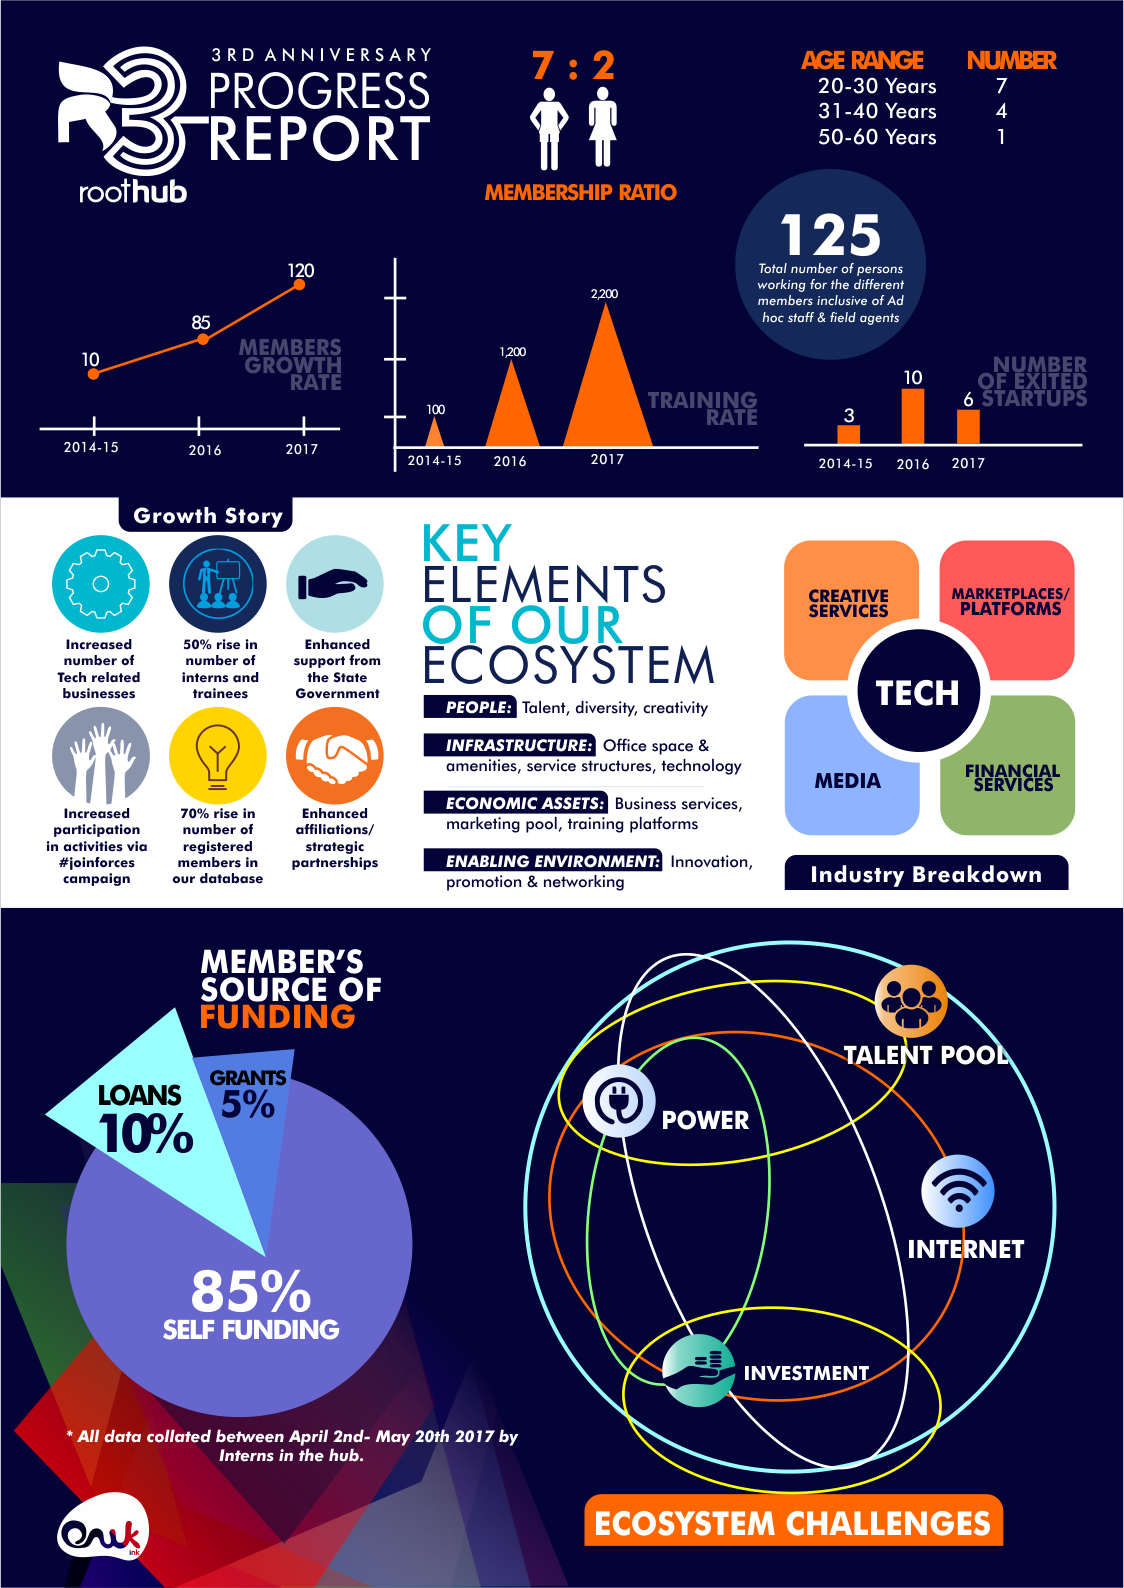 3RD ANNIVERSARY
PROGRESS
REPORT
3
roothub
7 : 2
MEMBERSHIP RATIO
AGE RANGE NUMBER
20-30 Years 7
31-40 Years 4
50-60 Years 1
125
Total number of persons
working for the different
members inclusive of Ad
hoc staff & field agents
120
85
10
MEMBERS
GROWTH
RATE
2014-15 2016 2017
2,200
1,200
100
TRAINING
RATE
2014-15 2016 2017
NUMBER
OF EXITED
STARTUPS
10
6
3
2014-15 2016 2017
Growth Story
Increased
number of
Tech related
businesses
50% rise in
number of
interns and
trainees
Enhanced
support from
the State
Government
Increased
participation
in activities via
#joinforces
campaign
70% rise in
number of
registered
members in
our database
Enhanced
affiliations/
strategic
partnerships
KEY
ELEMENTS
OF OUR
ECOSYSTEM
PEOPLE: Talent, diversity, creativity
INFRASTRUCTURE: Office space &
amenities, service structures, technology
ECONOMIC ASSETS: Business services,
marketing pool, training platforms
ENABLING ENVIRONMENT: Innovation,
promotion & networking
CREATIVE
SERVICES
MARKETPLACES/
PLATFORMS
TECH
MEDIA
FINANCIAL
SERVICES
Industry Breakdown
MEMBER'S
SOURCE OF
FUNDING
LOANS
10%
GRANTS
5%
85%
SELF FUNDING
* All data collated between April 2nd- May 20th 2017 by
Interns in the hub.
TALENT POOL
POWER
INTERNET
INVESTMENT
ECOSYSTEM CHALLENGES
ink